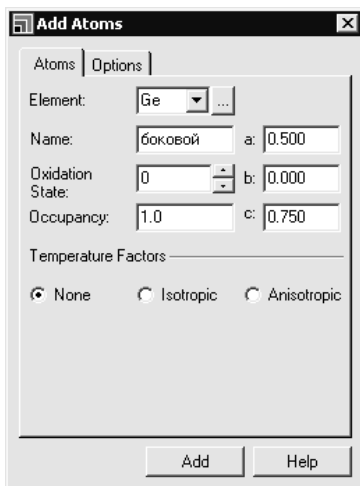 Add Atoms
Atoms Options
Element: Ge ...
Name: боковой a: 0.500
Oxidation State: 0 b: 0.000
Occupancy: 1.0 c: 0.750
Temperature Factors
None Isotropic Anisotropic
Add Help